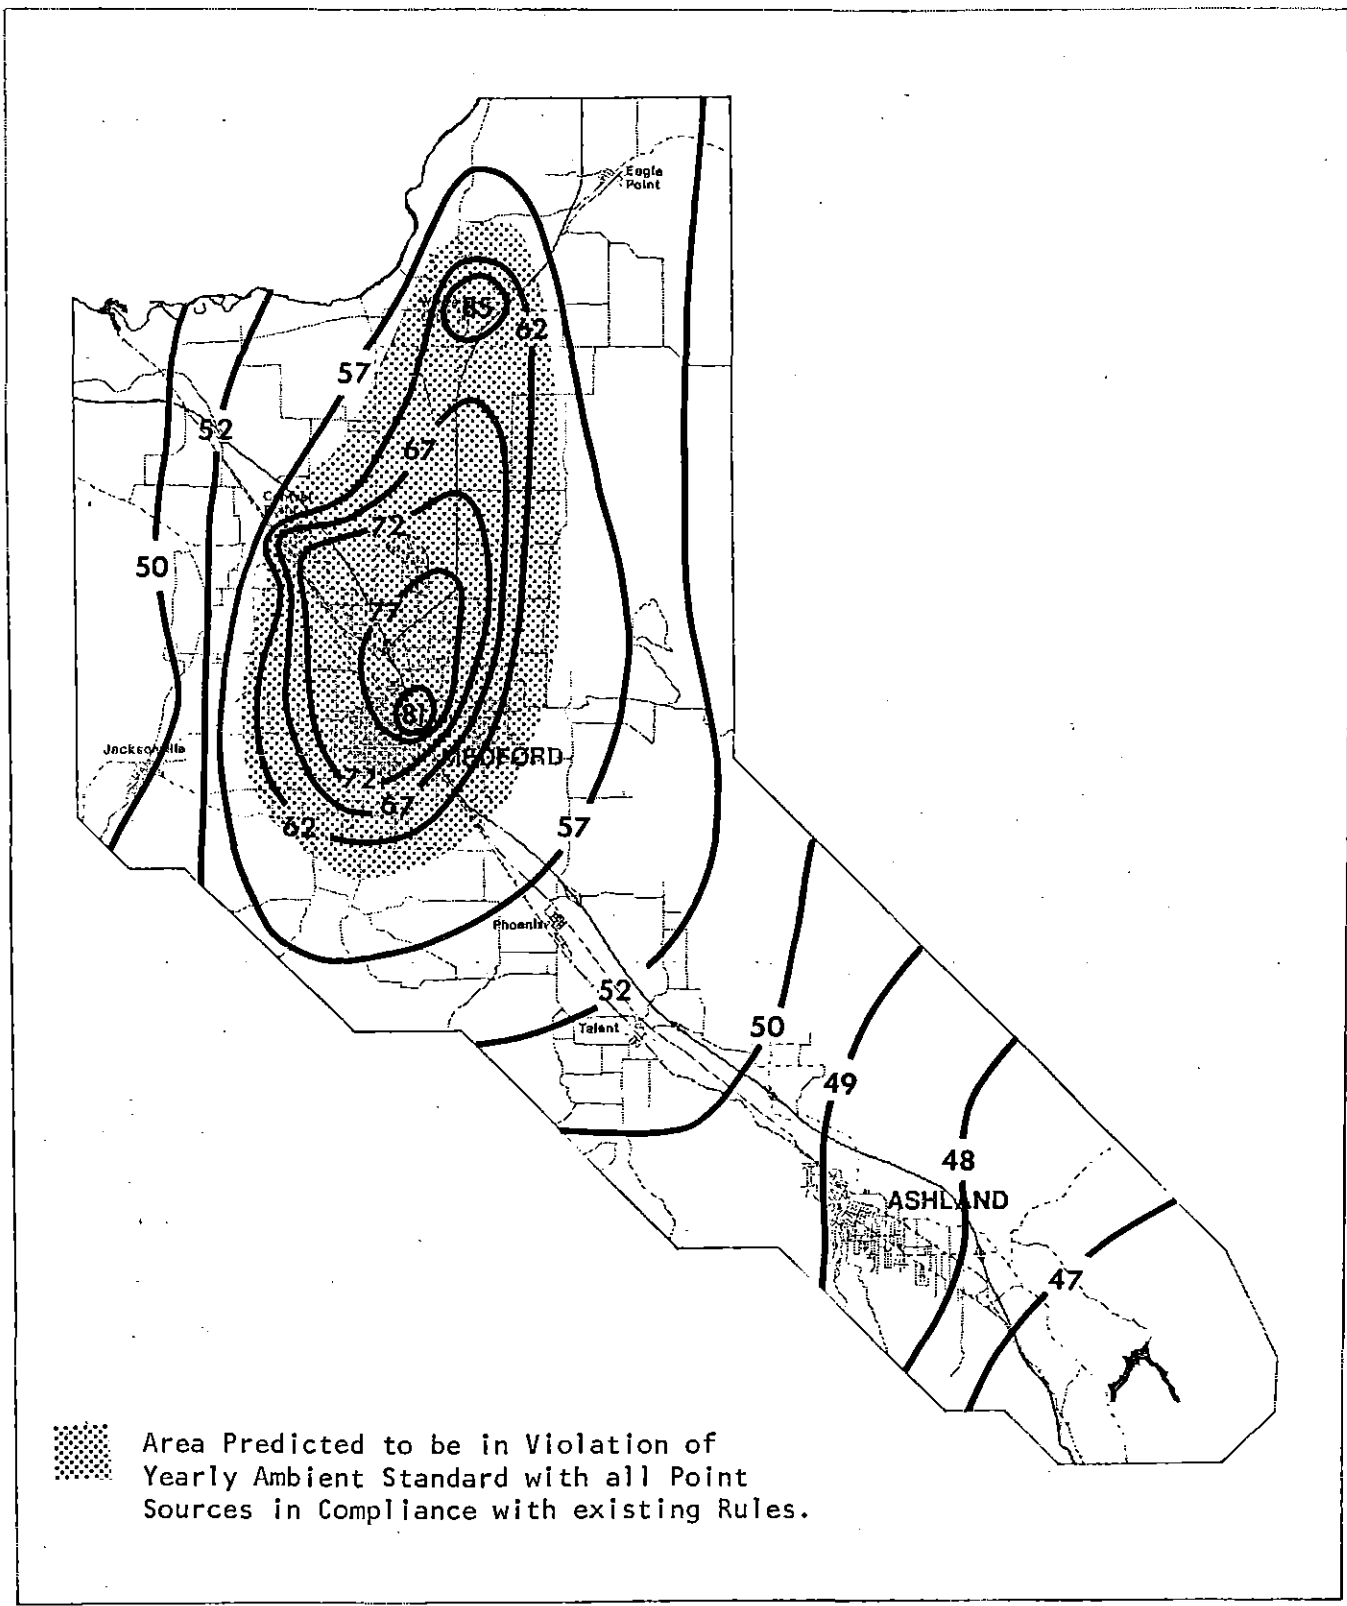 Eagle
Point
62
57
52
67
72
50
77
81
Jacksonville
MEDFORD
72
67
62
57
Phoenix
52
Talent
50
49
48
ASHLAND
47
Area Predicted to be in Violation of
Yearly Ambient Standard with all Point
Sources in Compliance with existing Rules.